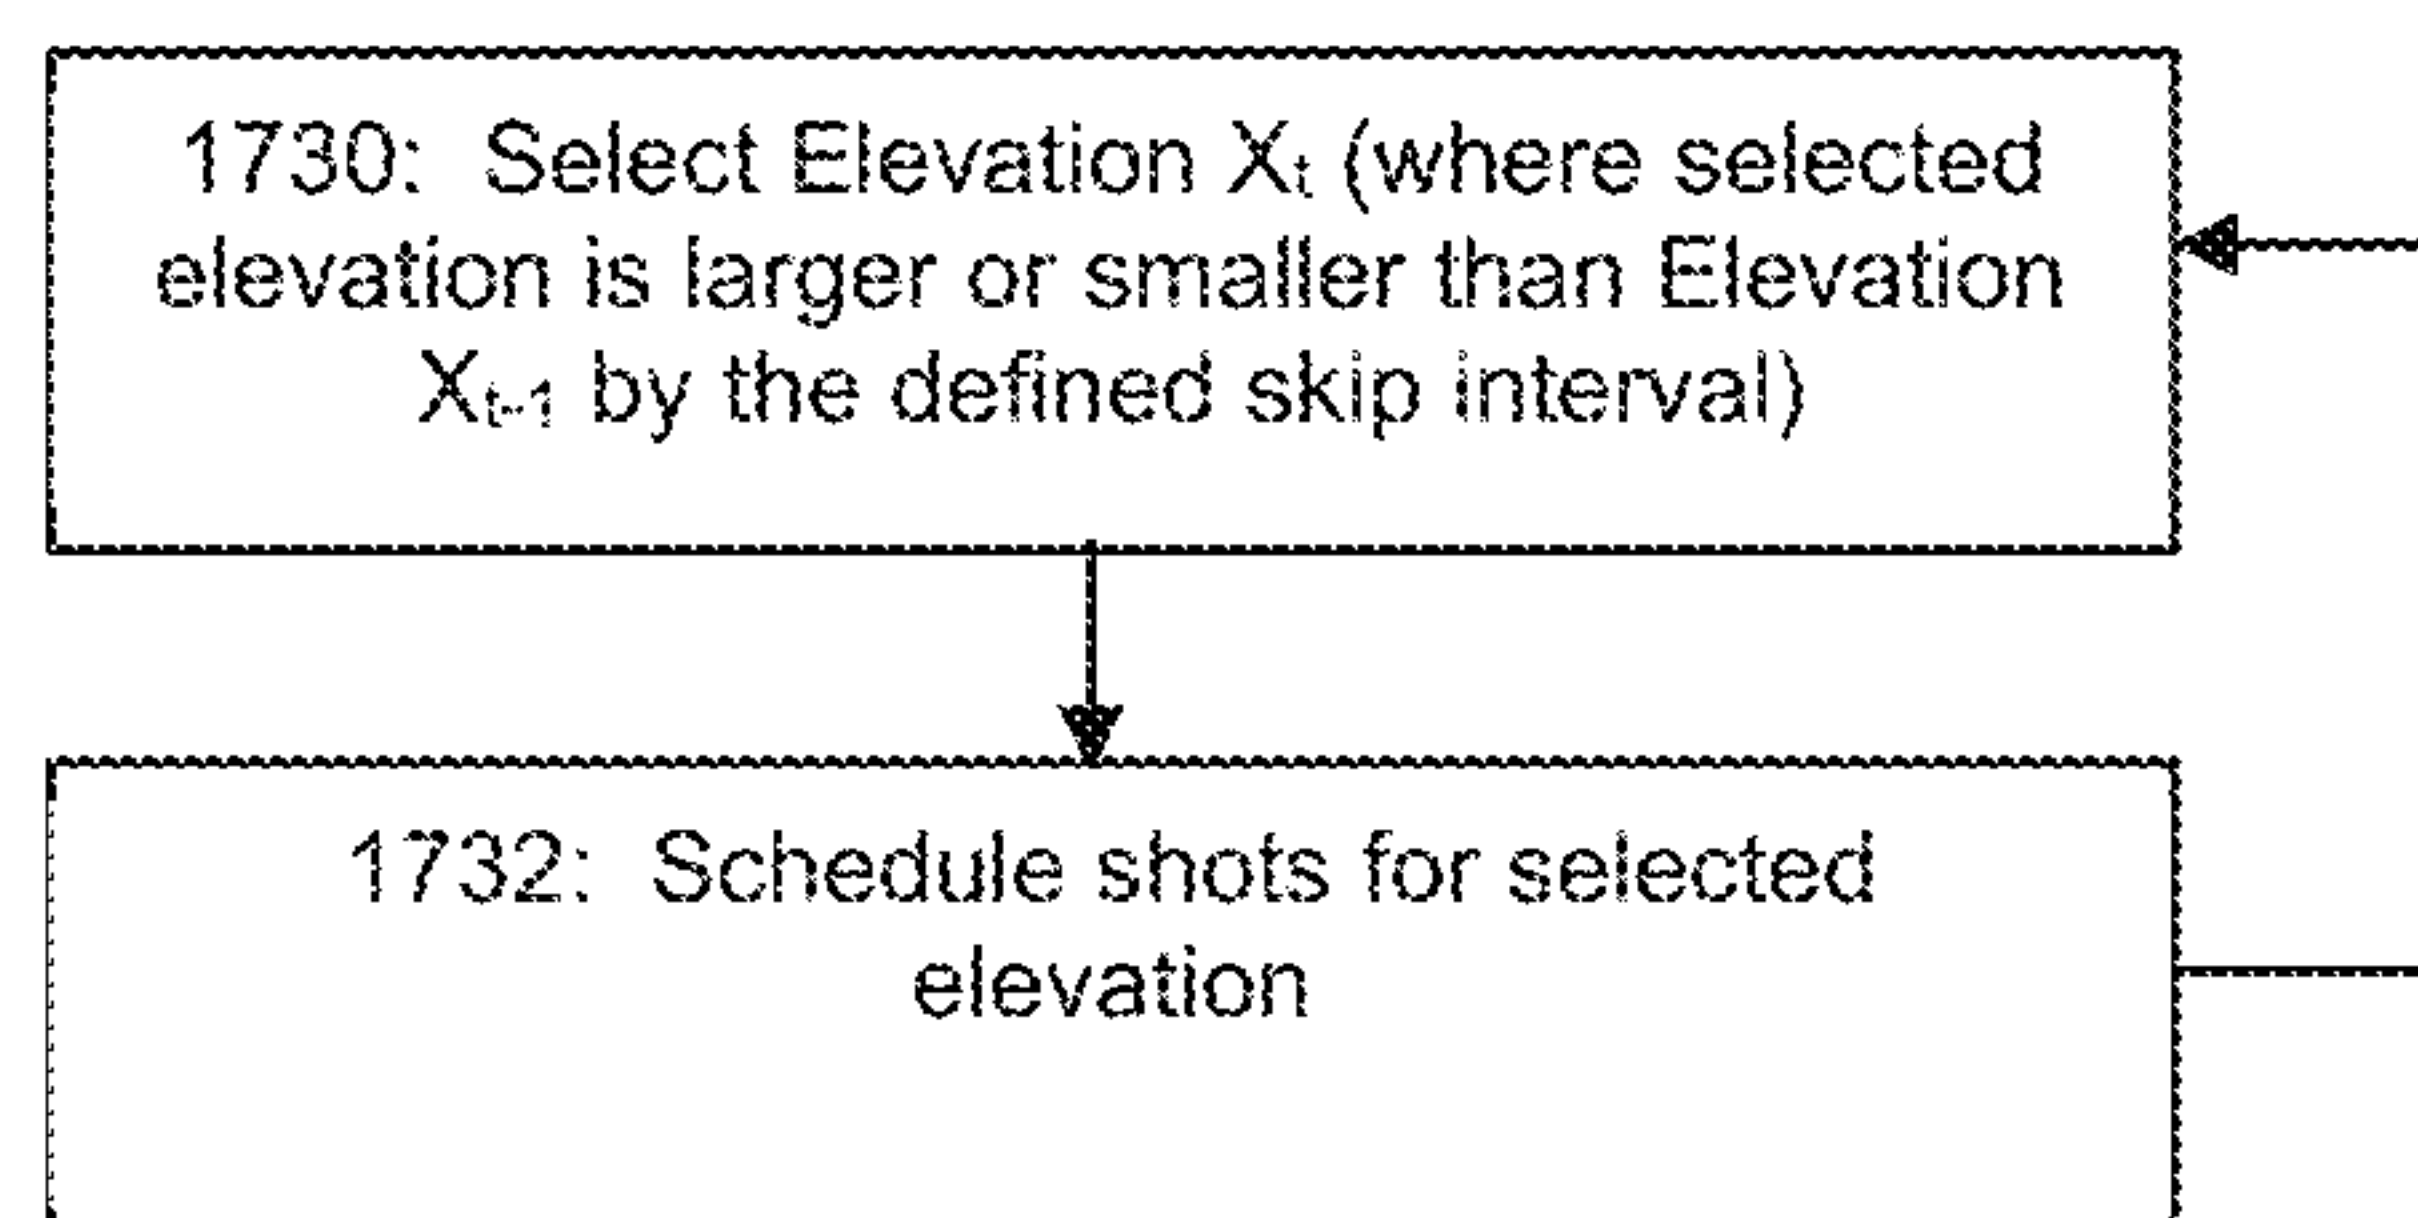 1730: Select Elevation Xt (where selected
elevation is larger or smaller than Elevation
Xt-1 by the defined skip interval)
1732: Schedule shots for selected
elevation